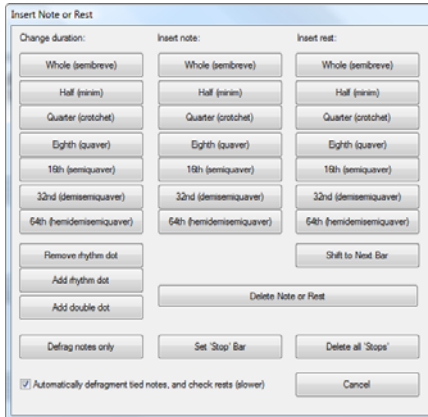 Insert Note or Rest
Change duration: Insert note: Insert rest:
Whole (semibreve) Whole (semibreve) Whole (semibreve)
Half (minim) Half (minim) Half (minim)
Quarter (crotchet) Quarter (crotchet) Quarter (crotchet)
Eighth (quaver) Eighth (quaver) Eighth (quaver)
16th (semiquaver) 16th (semiquaver) 16th (semiquaver)
32nd (demisemiquaver) 32nd (demisemiquaver) 32nd (demisemiquaver)
64th (hemidemisemiquaver) 64th (hemidemisemiquaver) 64th (hemidemisemiquaver)
Remove rhythm dot Shift to Next Bar
Add rhythm dot
Delete Note or Rest
Add double dot
Defrag notes only Set 'Stop' Bar Delete all 'Stops'
Automatically defragment tied notes, and check rests (slower) Cancel